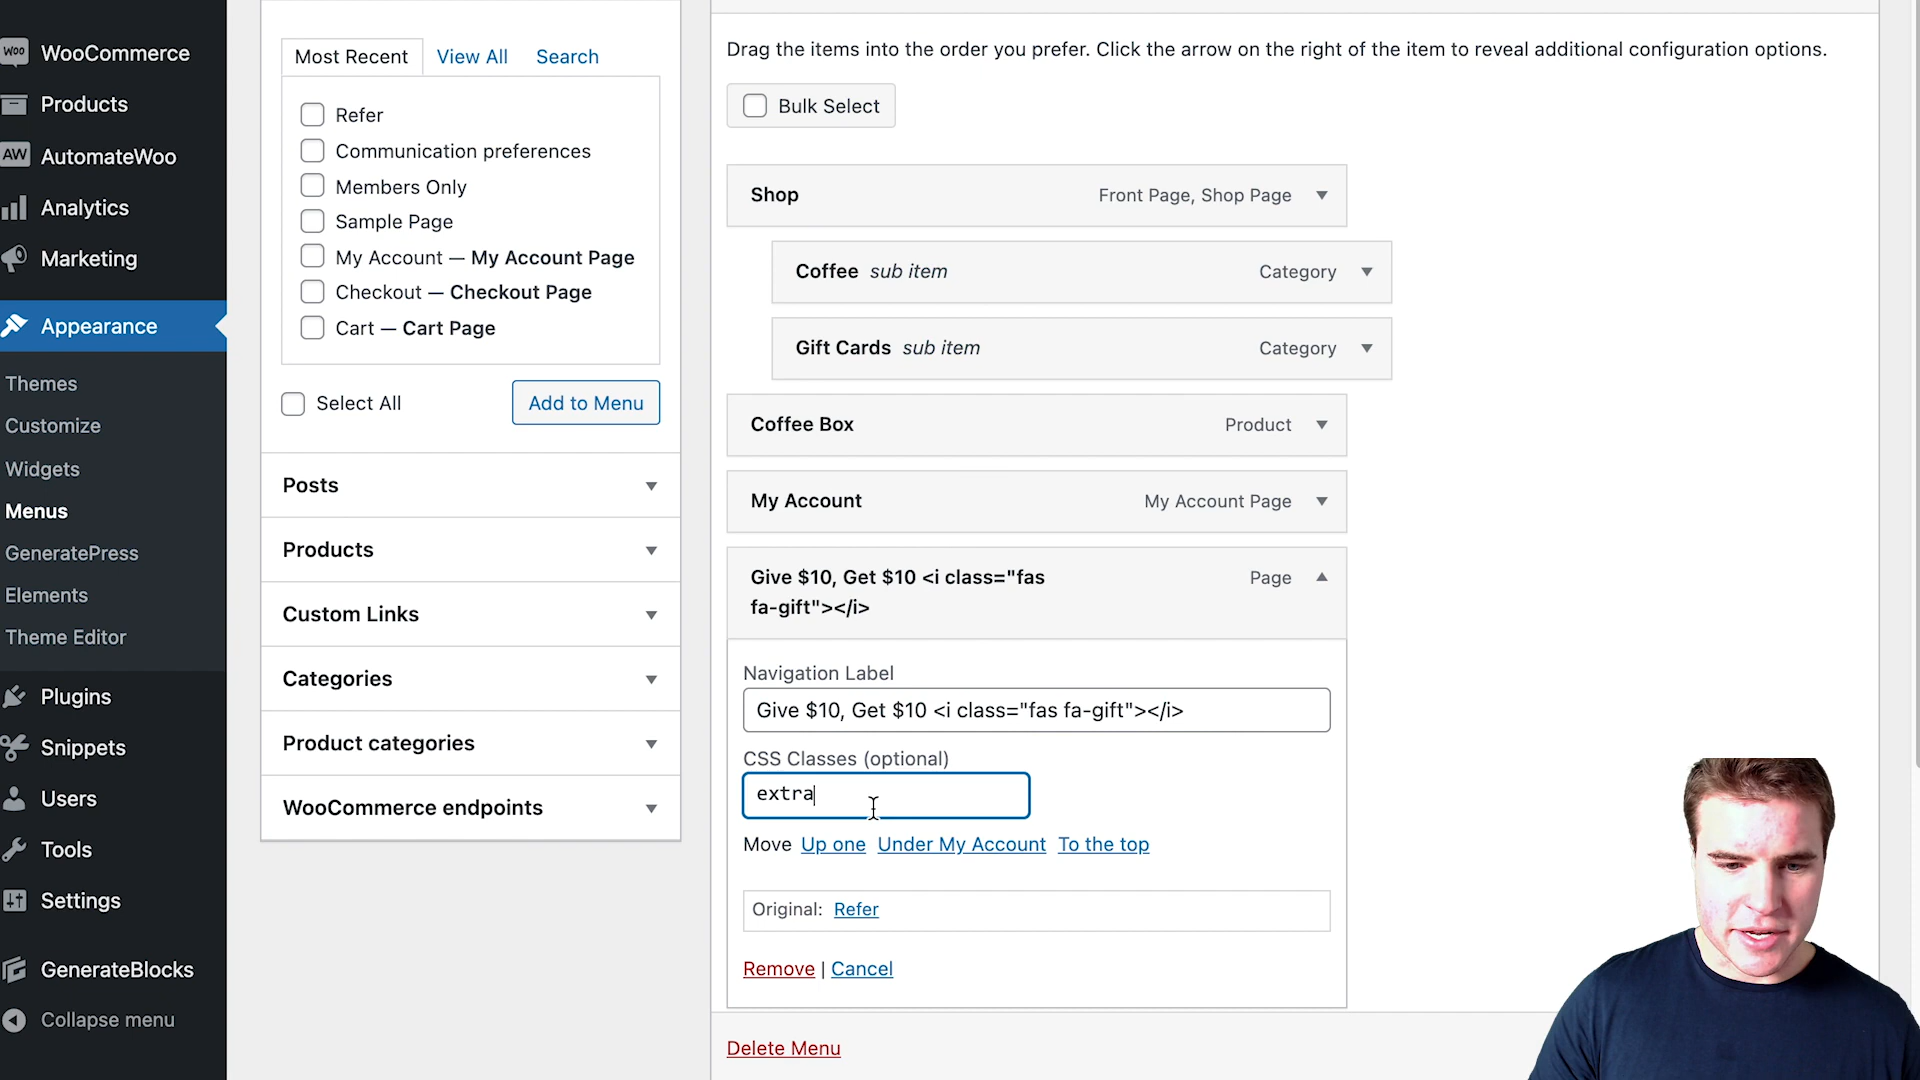 WOO
WooCommerce
Products
AW
AutomateWoo
Analytics
Marketing
Appearance
Themes
Customize
Widgets
Menus
GeneratePress
Elements
Theme Editor
Plugins
Snippets
Users
Tools
Settings
GenerateBlocks
Collapse menu
Most Recent View All Search
Refer
Communication preferences
Members Only
Sample Page
My Account — My Account Page
Checkout — Checkout Page
Cart — Cart Page
Select All Add to Menu
Posts
Products
Custom Links
Categories
Product categories
WooCommerce endpoints
Drag the items into the order you prefer. Click the arrow on the right of the item to reveal additional configuration options.
Bulk Select
Shop Front Page, Shop Page
Coffee sub item Category
Gift Cards sub item Category
Coffee Box Product
My Account My Account Page
Give $10, Get $10 <i class="fas Page
fa-gift"></i>
Navigation Label
Give $10, Get $10 <i class="fas fa-gift"></i>
CSS Classes (optional)
extra
Move Up one Under My Account To the top
Original: Refer
Remove | Cancel
Delete Menu